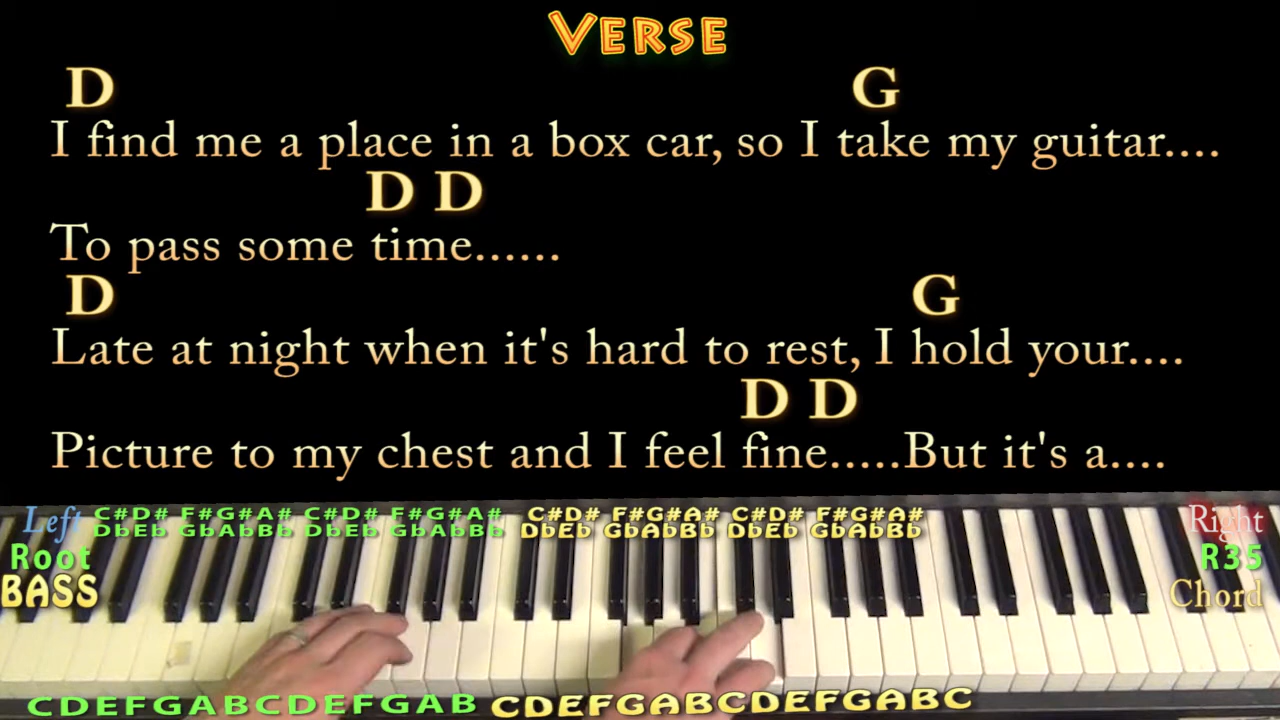 VERSE
D G
I find me a place in a box car, so I take my guitar....
D D
To pass some time......
D G
Late at night when it's hard to rest, I hold your....
D D
Picture to my chest and I feel fine.....But it's a....
Left C#D# F#G#A# C#D# F#G#A# C#D# F#G#A# C#D# F#G#A# Right
DbEb GbAbBb DbEb GbAbBb DbEb GbAbBb DbEb GbAbBb
Root R35
BASS Chord
CDEFGABCDEFGAB CDEFGABCDEFGABC